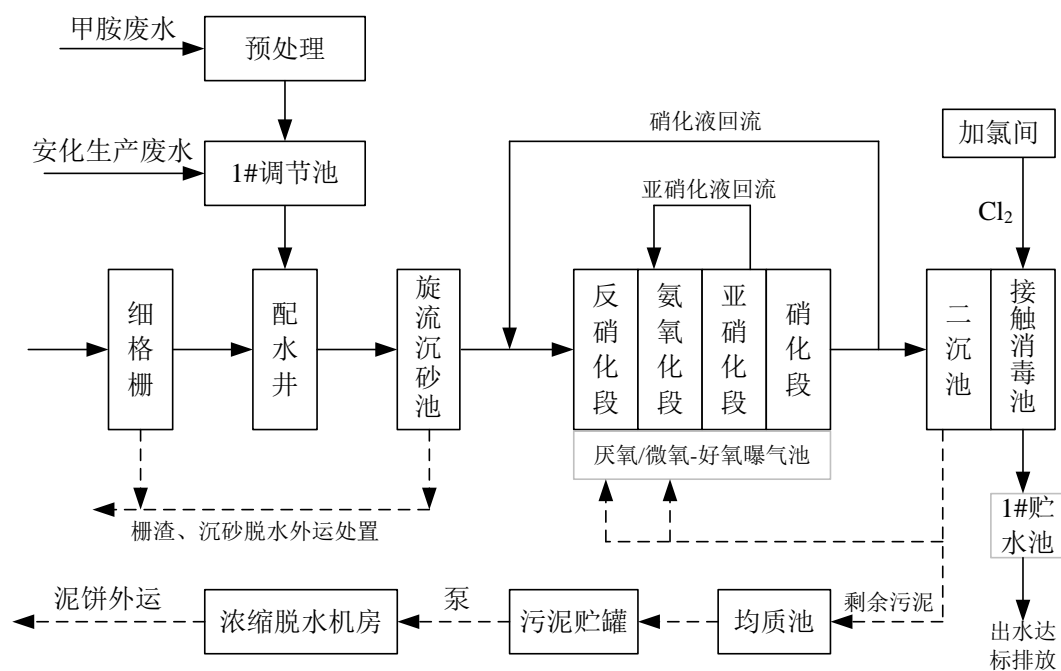 甲胺废水
预处理
安化生产废水
1#调节池
硝化液回流
亚硝化液回流
加氯间
Cl₂
细格栅
配水井
旋流沉砂池
反硝化段
氨氧化段
亚硝化段
硝化段
二沉池
接触消毒池
厌氧/微氧-好氧曝气池
栅渣、沉砂脱水外运处置
1#贮
水池
泥饼外运
浓缩脱水机房
泵
污泥贮罐
均质池
剩余污泥
出水达
标排放